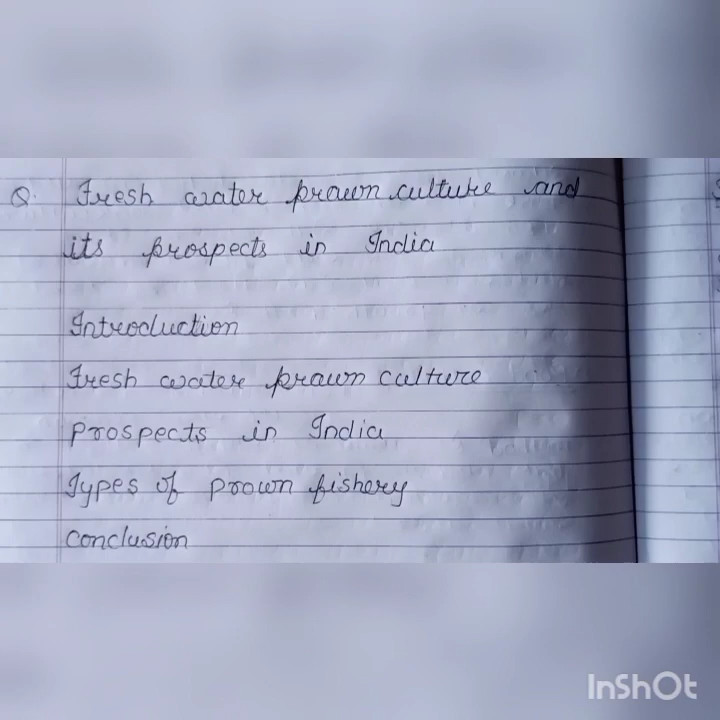 Q. Fresh water prawn culture and
its prospects in India
Introduction
Fresh water prawn culture
Prospects in India
Types of prown fishery
Conclusion
InShOt